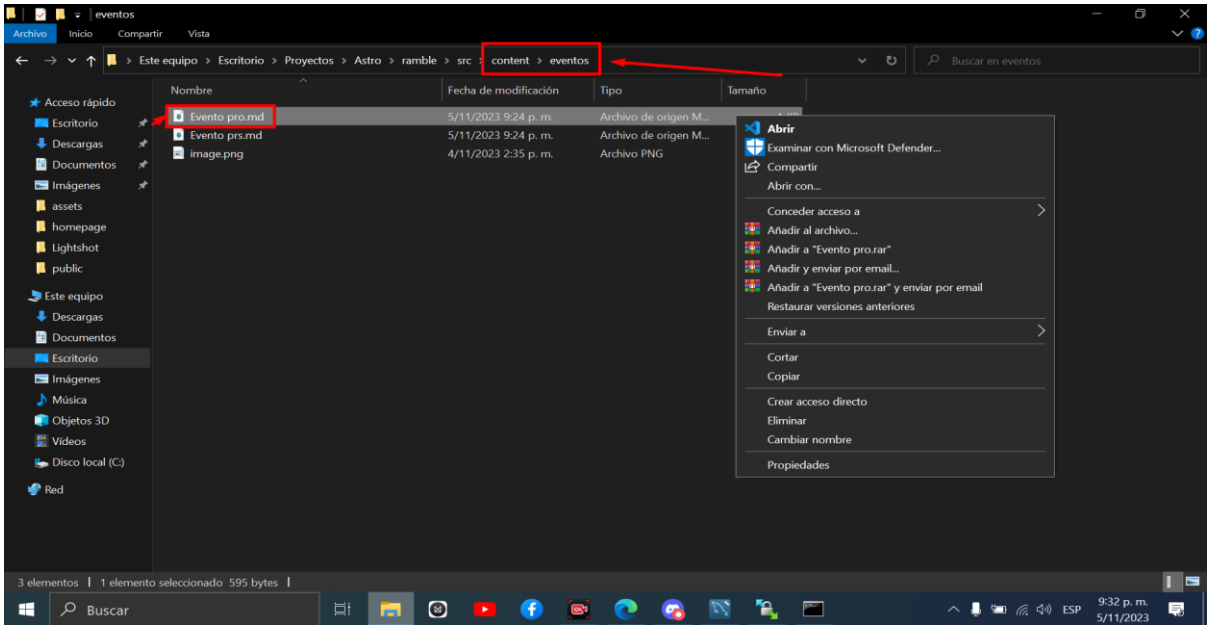 eventos
Archivo Inicio Compartir Vista
Este equipo > Escritorio > Proyectos > Astro > ramble > src > content > eventos
Buscar en eventos
Nombre Fecha de modificación Tipo Tamaño
Acceso rápido
Escritorio
Descargas
Documentos
Imágenes
assets
homepage
Lightshot
public
Este equipo
Descargas
Documentos
Escritorio
Imágenes
Música
Objetos 3D
Vídeos
Disco local (C:)
Red
Evento pro.md 5/11/2023 9:24 p. m. Archivo de origen M...
Evento prs.md 5/11/2023 9:24 p. m. Archivo de origen M...
image.png 4/11/2023 2:35 p. m. Archivo PNG
Abrir
Examinar con Microsoft Defender...
Compartir
Abrir con...
Conceder acceso a
Añadir al archivo...
Añadir a "Evento pro.rar"
Añadir y enviar por email...
Añadir a "Evento pro.rar" y enviar por email
Restaurar versiones anteriores
Enviar a
Cortar
Copiar
Crear acceso directo
Eliminar
Cambiar nombre
Propiedades
3 elementos | 1 elemento seleccionado 595 bytes |
Buscar
ESP
9:32 p. m.
5/11/2023